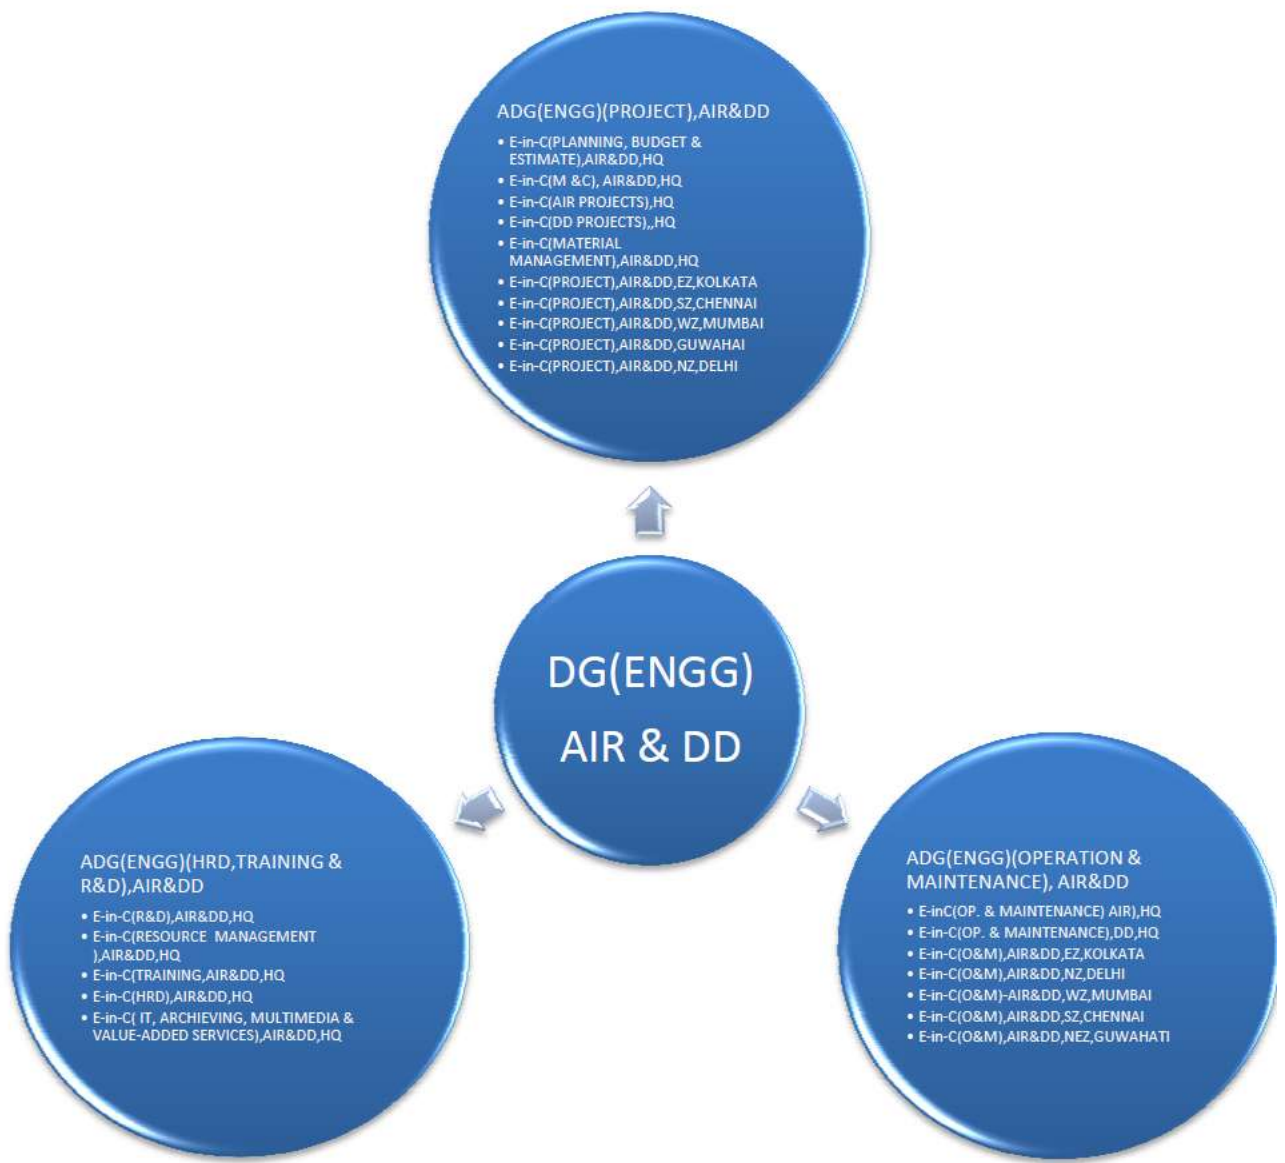 ADG(ENGG)(PROJECT),AIR&DD
• E-in-C(PLANNING, BUDGET &
ESTIMATE),AIR&DD,HQ
• E-in-C(M &C), AIR&DD,HQ
• E-in-C(AIR PROJECTS),HQ
• E-in-C(DD PROJECTS),,HQ
• E-in-C(MATERIAL
MANAGEMENT),AIR&DD,HQ
• E-in-C(PROJECT),AIR&DD,EZ,KOLKATA
• E-in-C(PROJECT),AIR&DD,SZ,CHENNAI
• E-in-C(PROJECT),AIR&DD,WZ,MUMBAI
• E-in-C(PROJECT),AIR&DD,GUWAHAI
• E-in-C(PROJECT),AIR&DD,NZ,DELHI
DG(ENGG)
AIR & DD
ADG(ENGG)(HRD,TRAINING &
R&D),AIR&DD
• E-in-C(R&D),AIR&DD,HQ
• E-in-C(RESOURCE MANAGEMENT
),AIR&DD,HQ
• E-in-C(TRAINING,AIR&DD,HQ
• E-in-C(HRD),AIR&DD,HQ
• E-in-C( IT, ARCHIEVING, MULTIMEDIA &
VALUE-ADDED SERVICES),AIR&DD,HQ
ADG(ENGG)(OPERATION &
MAINTENANCE), AIR&DD
• E-inC(OP. & MAINTENANCE) AIR),HQ
• E-in-C(OP. & MAINTENANCE),DD,HQ
• E-in-C(O&M),AIR&DD,EZ,KOLKATA
• E-in-C(O&M),AIR&DD,NZ,DELHI
• E-in-C(O&M)-AIR&DD,WZ,MUMBAI
• E-in-C(O&M),AIR&DD,SZ,CHENNAI
• E-in-C(O&M),AIR&DD,NEZ,GUWAHATI